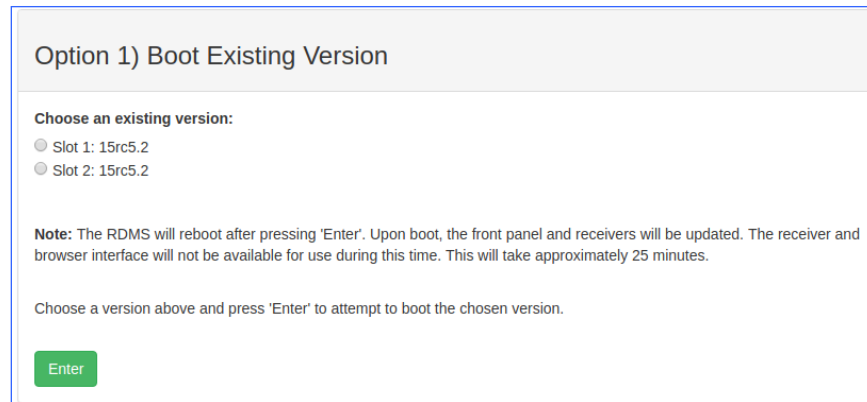 Option 1) Boot Existing Version
Choose an existing version:
Slot 1: 15rc5.2
Slot 2: 15rc5.2
Note: The RDMS will reboot after pressing 'Enter'. Upon boot, the front panel and receivers will be updated. The receiver and
browser interface will not be available for use during this time. This will take approximately 25 minutes.
Choose a version above and press 'Enter' to attempt to boot the chosen version.
Enter